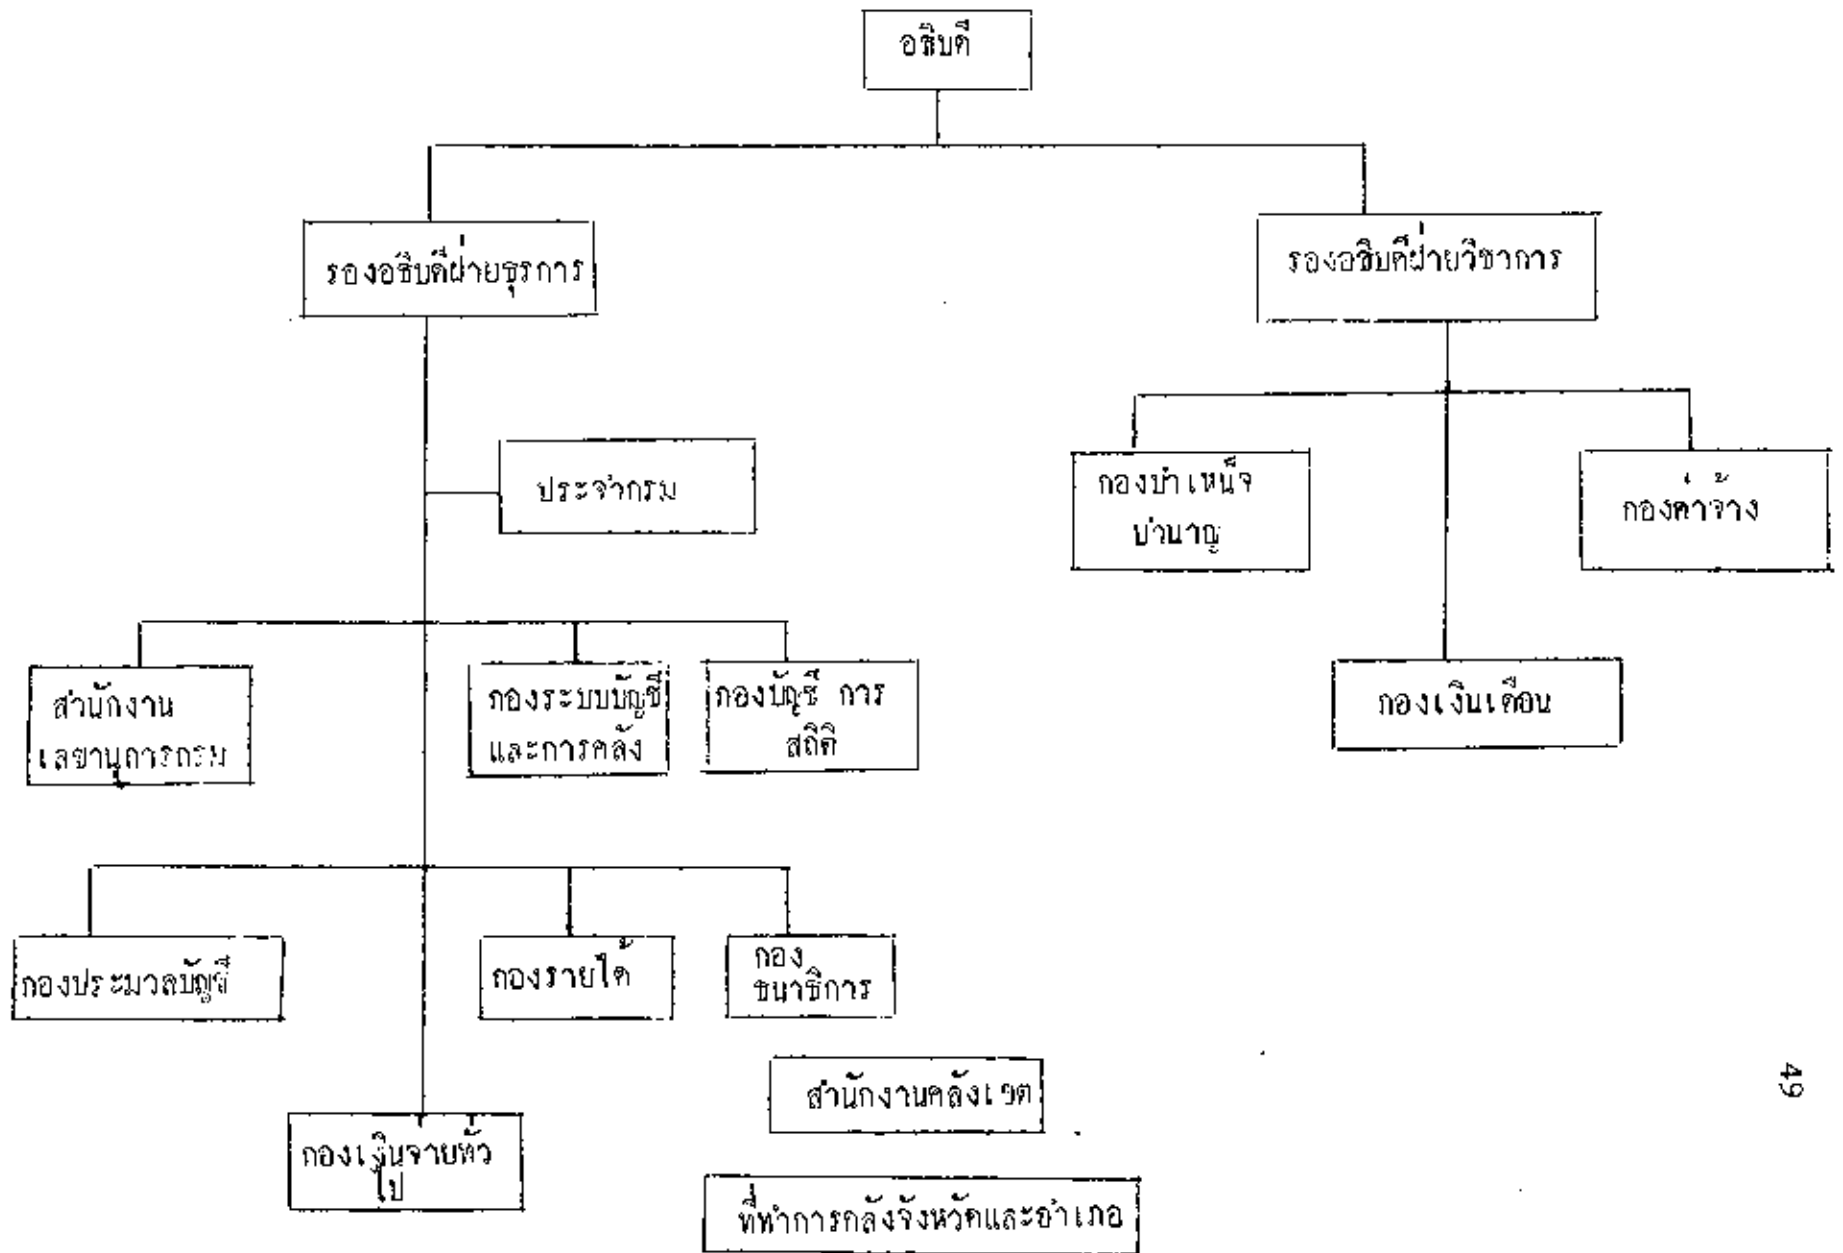 อธิบดี
รองอธิบดีฝ่ายธุรการ
รองอธิบดีฝ่ายวิชาการ
ประจำกรม
กองบำเหน็จ
บำนาญ
กองค่าจ้าง
สำนักงาน
เลขานุการกรม
กองระบบบัญชี
และการคลัง
กองบัญชี การ
สถิติ
กองเงินเดือน
กองประมวลบัญชี
กองรายได้
กอง
ธนาธิการ
สำนักงานคลังเขต
กองเงินจายทั่ว
ไป
ที่ทำการคลังจังหวัดและอำเภอ
49